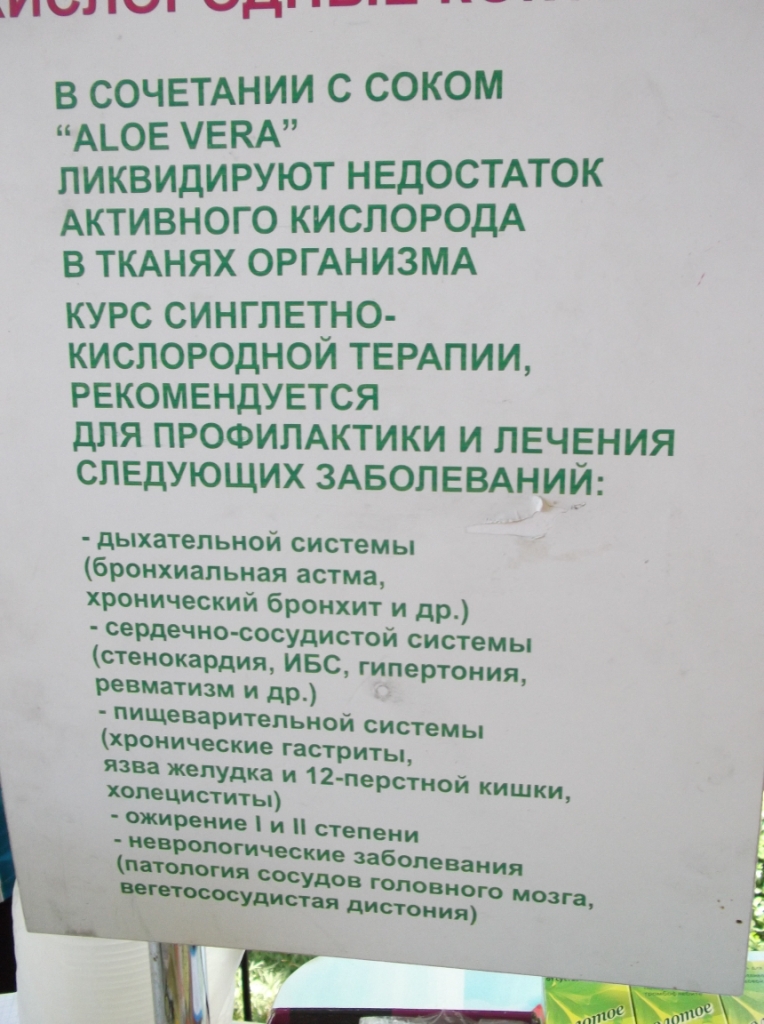 КИСЛОРОДНЫЕ
В СОЧЕТАНИИ С СОКОМ
“ALOE VERA”
ЛИКВИДИРУЮТ НЕДОСТАТОК
АКТИВНОГО КИСЛОРОДА
В ТКАНЯХ ОРГАНИЗМА
КУРС СИНГЛЕТНО-
КИСЛОРОДНОЙ ТЕРАПИИ,
РЕКОМЕНДУЕТСЯ
ДЛЯ ПРОФИЛАКТИКИ И ЛЕЧЕНИЯ
СЛЕДУЮЩИХ ЗАБОЛЕВАНИЙ:
- дыхательной системы
(бронхиальная астма,
хронический бронхит и др.)
- сердечно-сосудистой системы
(стенокардия, ИБС, гипертония,
ревматизм и др.)
- пищеварительной системы
(хронические гастриты,
язва желудка и 12-перстной кишки,
холециститы)
- ожирение I и II степени
- неврологические заболевания
(патология сосудов головного мозга,
вегетососудистая дистония)